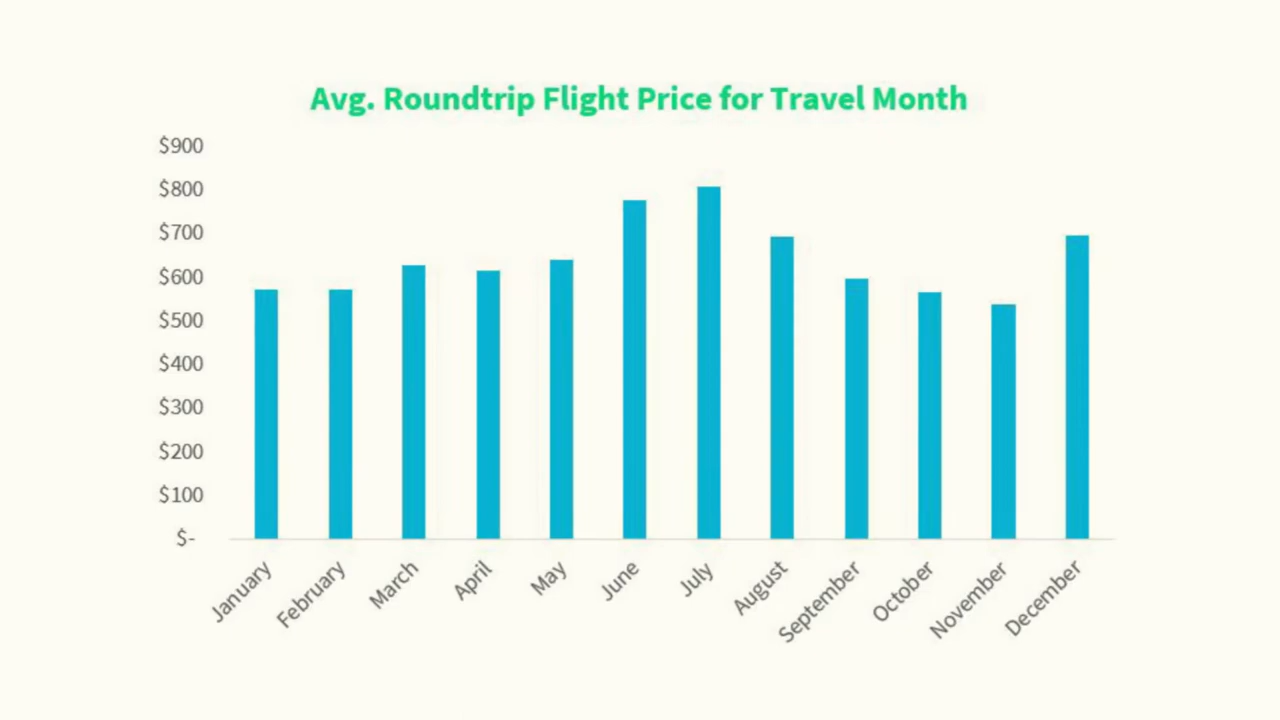 Avg. Roundtrip Flight Price for Travel Month
$900
$800
$700
$600
$500
$400
$300
$200
$100
$-
January
February
March
April
May
June
July
August
September
October
November
December